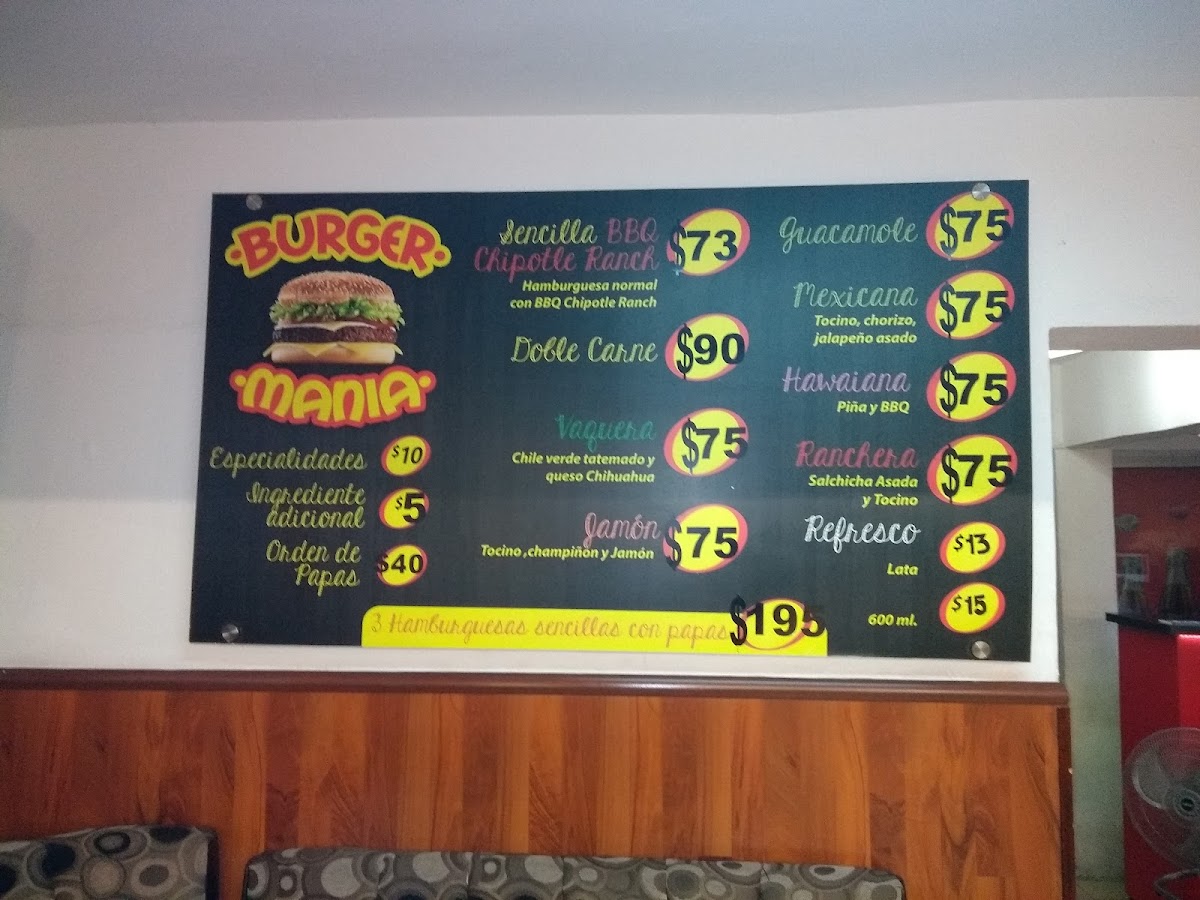 BURGER
MANIA
Especialidades $10
Ingrediente
adicional $5
Orden de
Papas $40
Sencilla BBQ
Chipotle Ranch $73
Hamburguesa normal
con BBQ Chipotle Ranch
Doble Carne $90
Vaquera $75
Chile verde tatemado y
queso Chihuahua
Jamón $75
Tocino ,champiñon y Jamón
Guacamole $75
Mexicana $75
Tocino, chorizo,
jalapeño asado
Hawaiana $75
Piña y BBQ
Ranchera $75
Salchicha Asada
y Tocino
Refresco
Lata $13
600 ml. $15
3 Hamburguesas sencillas con papas $195